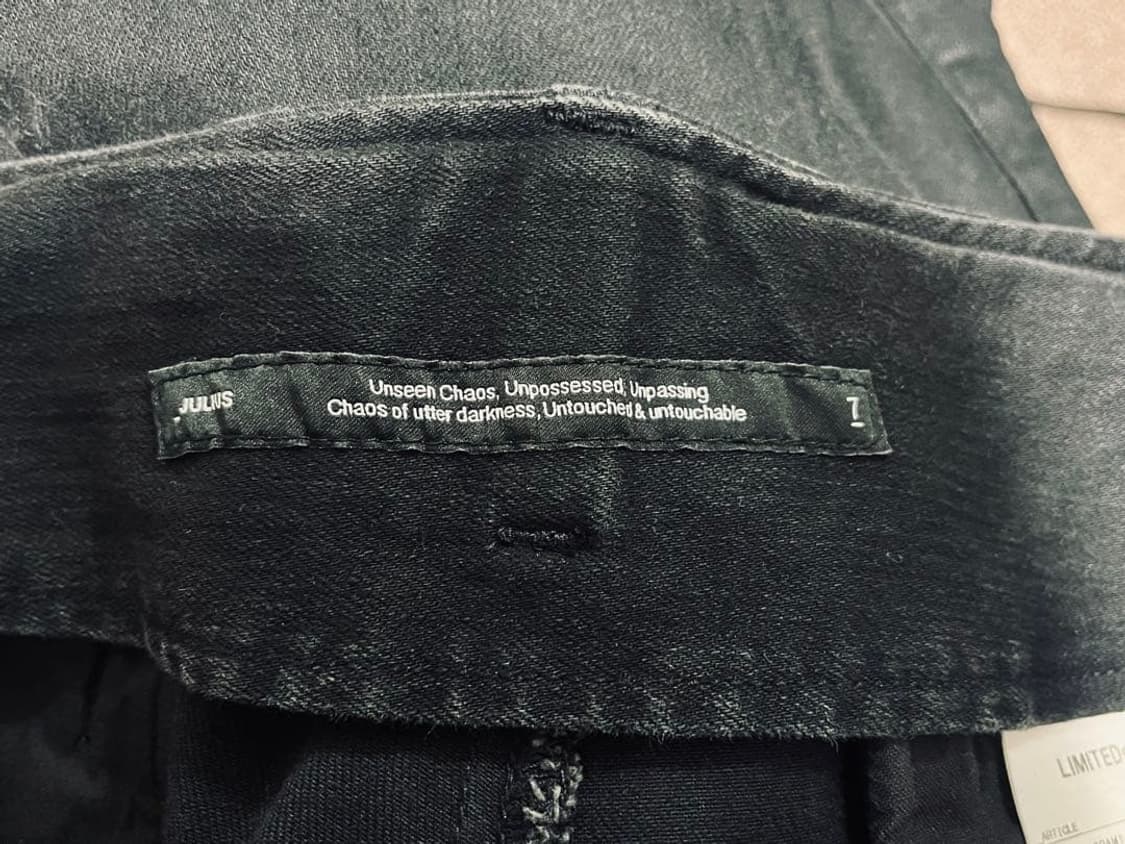 JULIUS
Unseen Chaos, Unpossessed, Unpassing
Chaos of utter darkness, Untouched & untouchable
7
LIMITED
ARTICLE